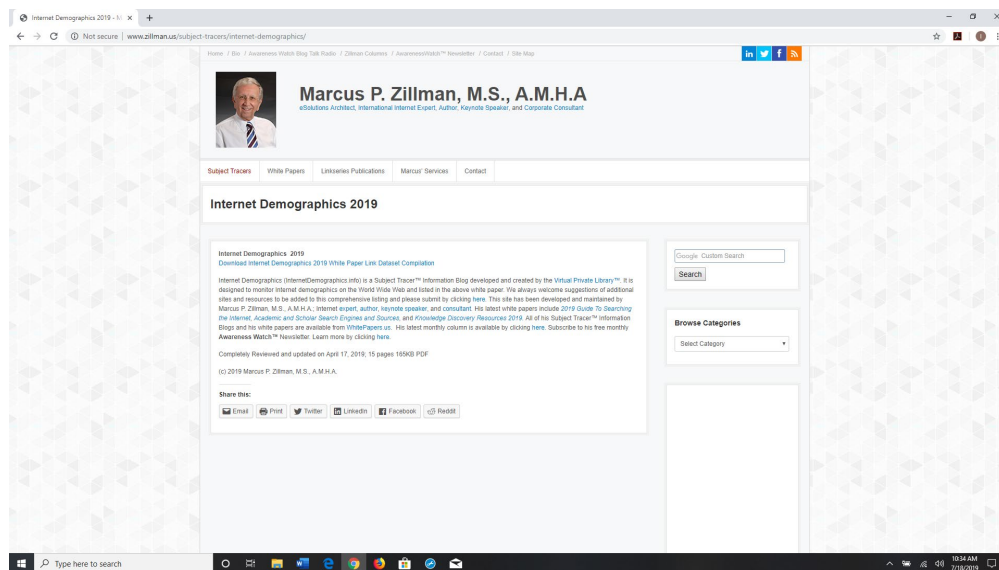 Internet Demographics 2019 - M
Not secure | www.zillman.us/subject-tracers/internet-demographics/
Home / Bio / Awareness Watch Blog Talk Radio / Zillman Columns / AwarenessWatch™ Newsletter / Contact / Site Map
Marcus P. Zillman, M.S., A.M.H.A
eSolutions Architect, International Internet Expert, Author, Keynote Speaker, and Corporate Consultant
Subject Tracers White Papers Linkseries Publications Marcus' Services Contact
Internet Demographics 2019
Internet Demographics 2019
Download Internet Demographics 2019 White Paper Link Dataset Compilation
Internet Demographics (InternetDemographics.info) is a Subject Tracer™ Information Blog developed and created by the Virtual Private Library™. It is
designed to monitor Internet demographics on the World Wide Web and listed in the above white paper. We always welcome suggestions of additional
sites and resources to be added to this comprehensive listing and please submit by clicking here. This site has been developed and maintained by
Marcus P. Zillman, M.S., A.M.H.A.; Internet expert, author, keynote speaker, and consultant. His latest white papers include 2019 Guide To Searching
the Internet, Academic and Scholar Search Engines and Sources, and Knowledge Discovery Resources 2019. All of his Subject Tracer™ Information
Blogs and his white papers are available from WhitePapers.us. His latest monthly column is available by clicking here. Subscribe to his free monthly
Awareness Watch™ Newsletter. Learn more by clicking here.
Completely Reviewed and updated on April 17, 2019; 15 pages 165KB PDF
(c) 2019 Marcus P. Zillman, M.S., A.M.H.A.
Share this:
Email Print Twitter LinkedIn Facebook Reddit
Google Custom Search
Search
Browse Categories
Select Category
Type here to search
10:34 AM
7/18/2019